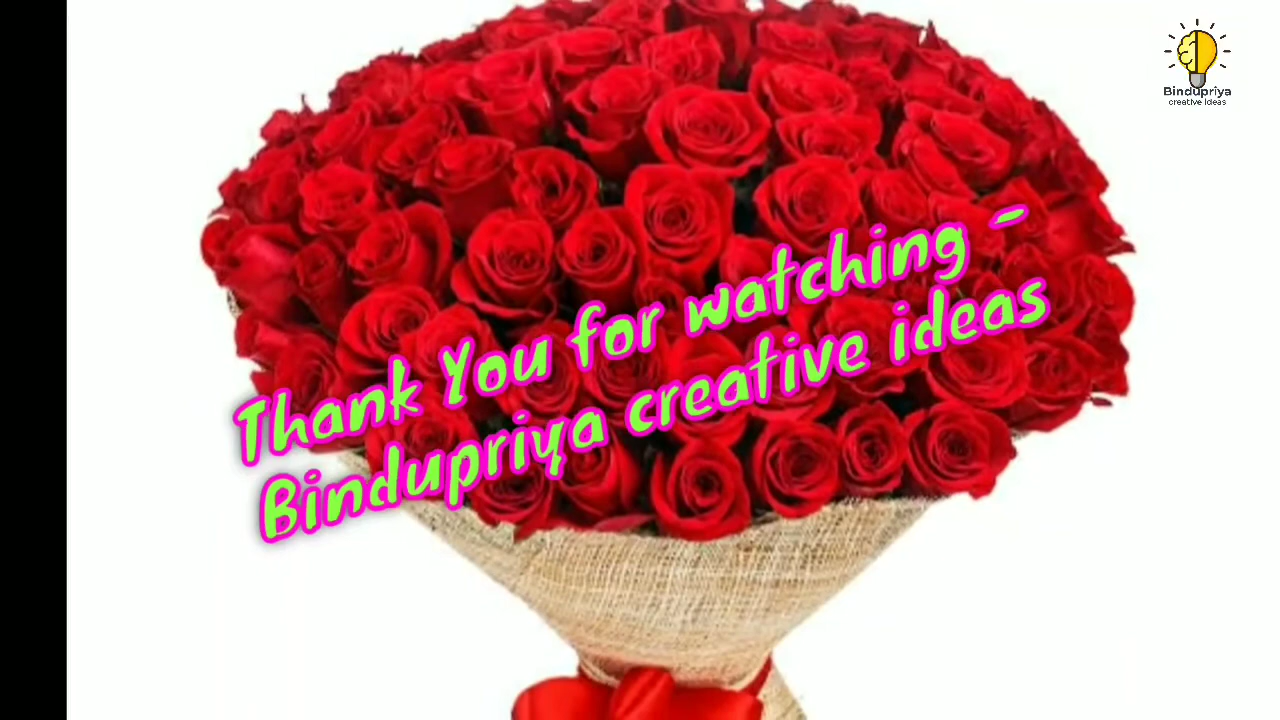 Bindupriya
creative ideas
Thank You for watching -
Bindupriya creative ideas